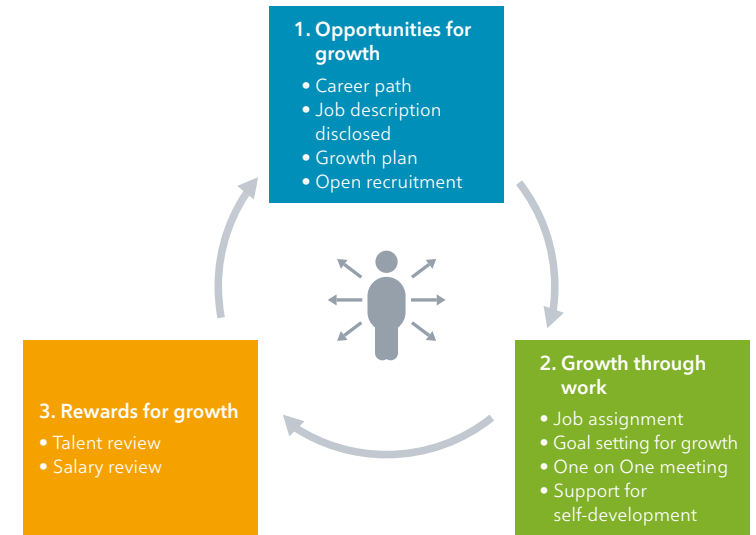 1. Opportunities for
growth
• Career path
• Job description
disclosed
• Growth plan
• Open recruitment
2. Growth through
work
• Job assignment
• Goal setting for growth
• One on One meeting
• Support for
self-development
3. Rewards for growth
• Talent review
• Salary review